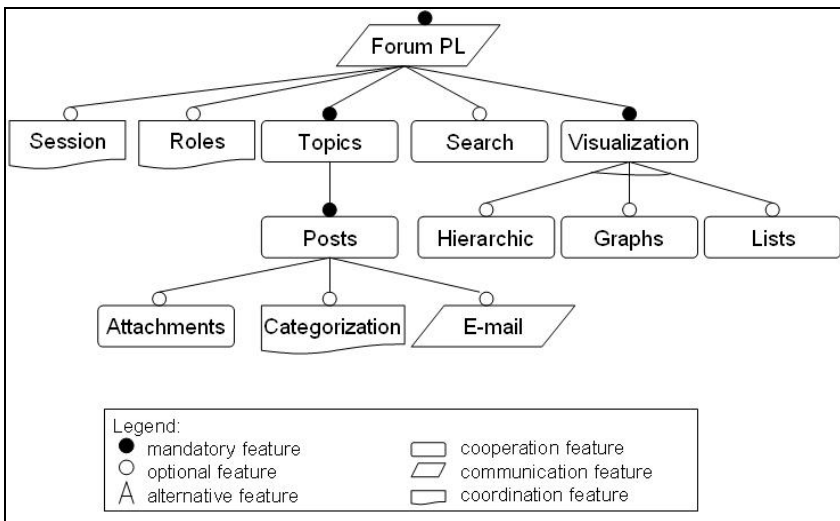 Forum PL
Session Roles Topics Search Visualization
Posts Hierarchic Graphs Lists
Attachments Categorization E-mail
Legend:
mandatory feature
optional feature
alternative feature
cooperation feature
communication feature
coordination feature